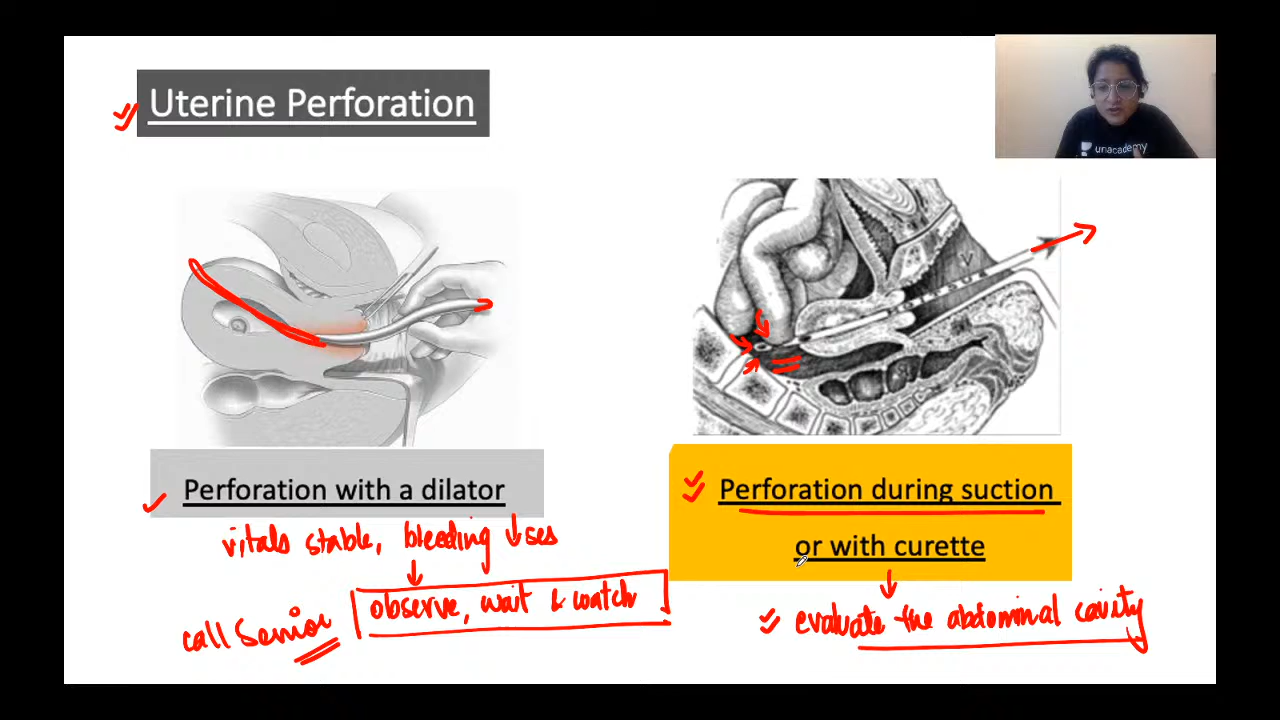 Uterine Perforation
unacademy
Perforation with a dilator
Perforation during suction
or with curette
vitals stable, bleeding ↓ses
↓
observe, wait & watch
call Senior
↓
evaluate the abdominal cavity